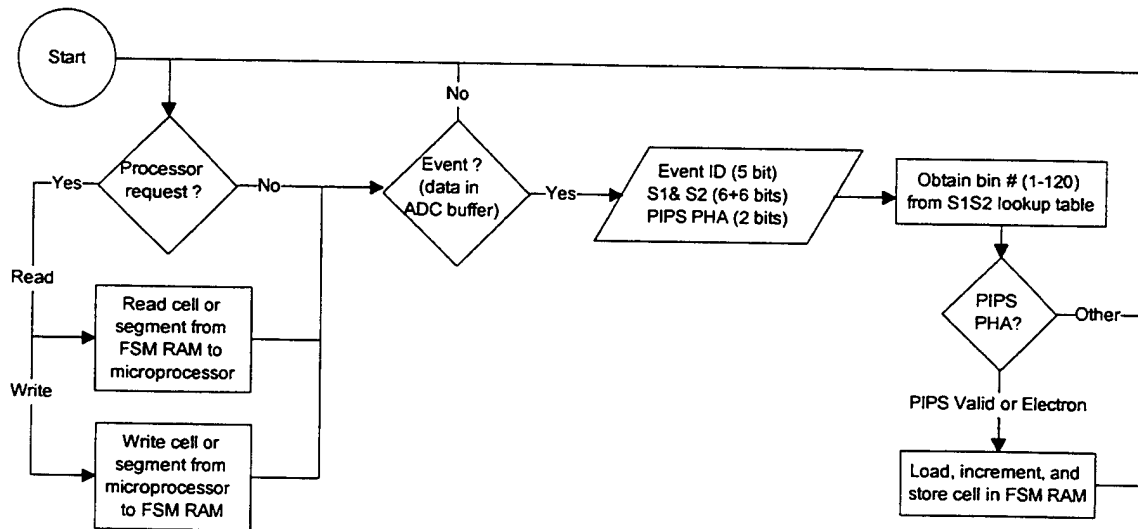 Start
No
Processor
request ?
Yes
No
Event ?
(data in
ADC buffer)
Yes
Event ID (5 bit)
S1& S2 (6+6 bits)
PIPS PHA (2 bits)
Obtain bin # (1-120)
from S1S2 lookup table
Read
Read cell or
segment from
FSM RAM to
microprocessor
PIPS
PHA?
Other
Write
PIPS Valid or Electron
Write cell or
segment from
microprocessor
to FSM RAM
Load, increment, and
store cell in FSM RAM